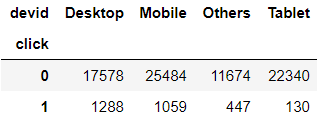 devid Desktop Mobile Others Tablet
click
0 17578 25484 11674 22340
1 1288 1059 447 130